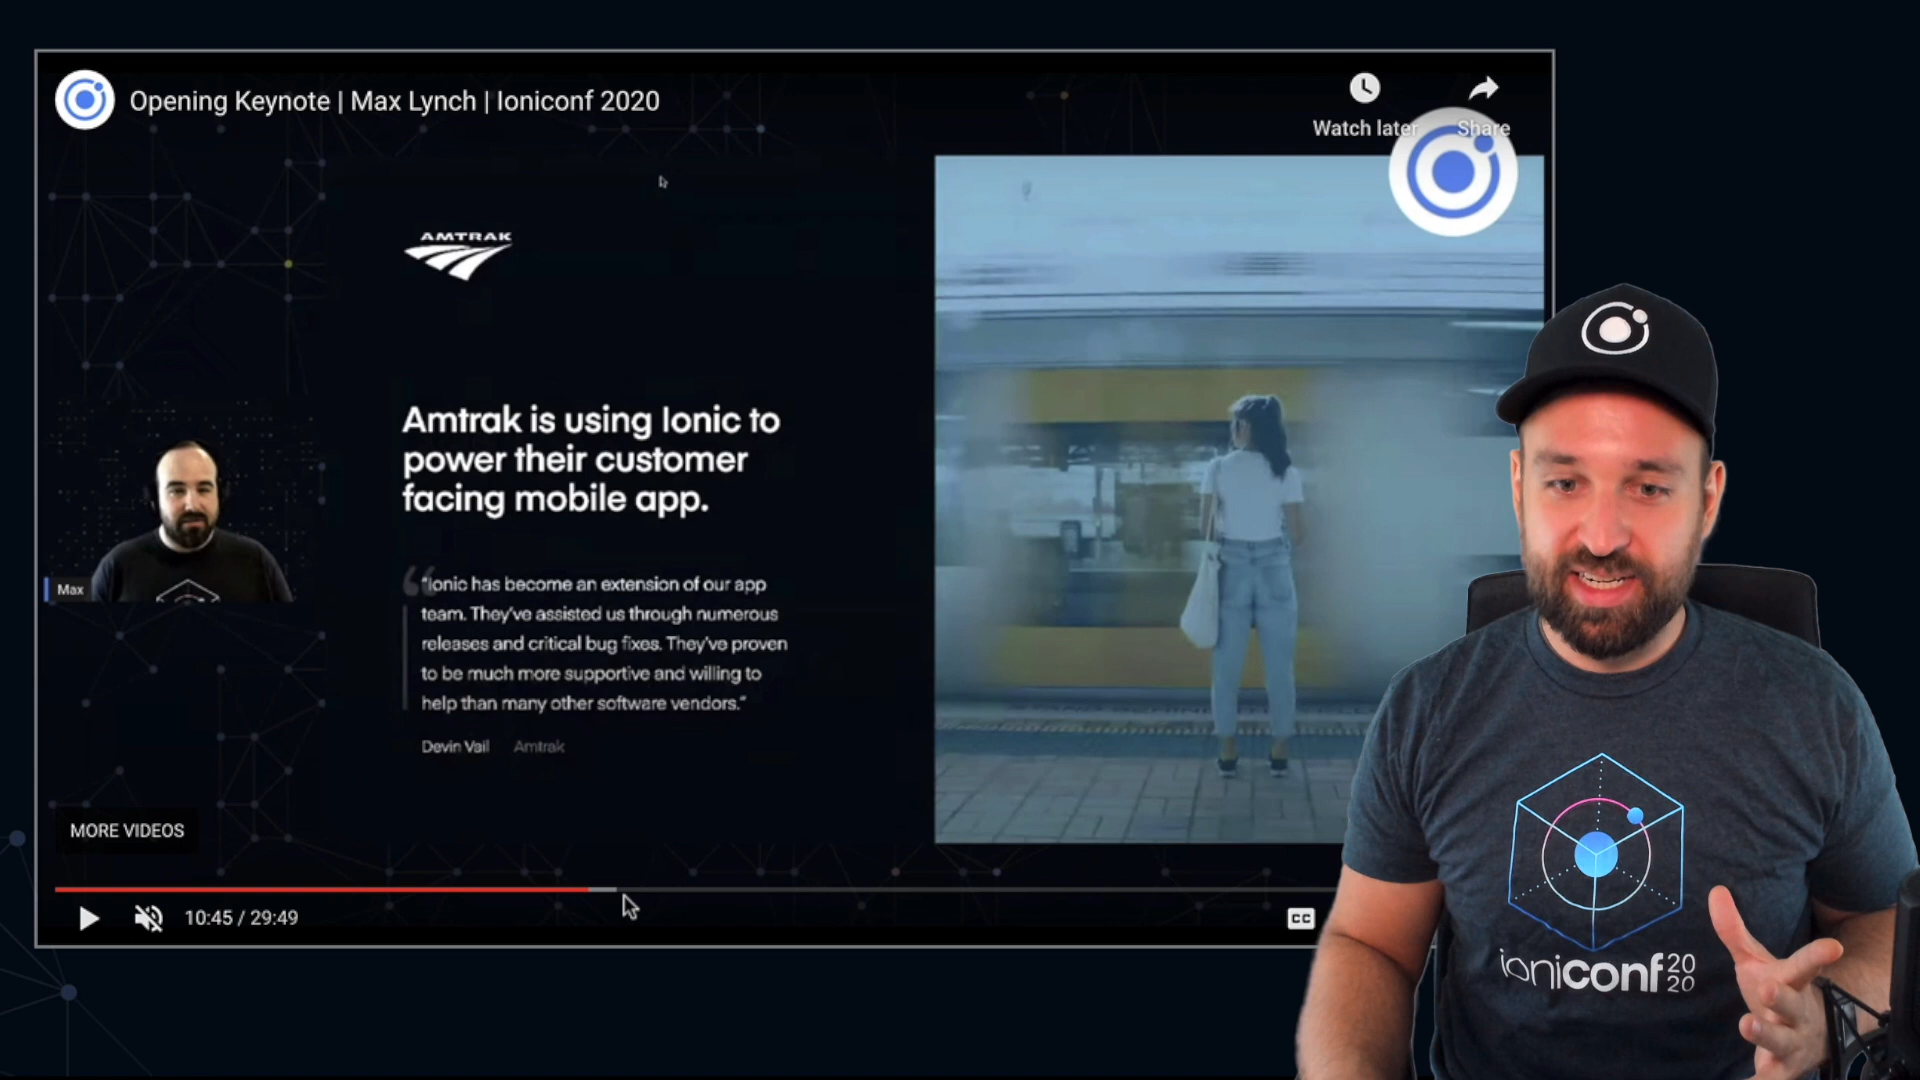 Opening Keynote | Max Lynch | Ioniconf 2020
Watch later
Share
AMTRAK
Amtrak is using Ionic to
power their customer
facing mobile app.
"Ionic has become an extension of our app
team. They've assisted us through numerous
releases and critical bug fixes. They've proven
to be much more supportive and willing to
help than many other software vendors."
Devin Vail Amtrak
Max
MORE VIDEOS
10:45 / 29:49
CC
ioniconf 20
20